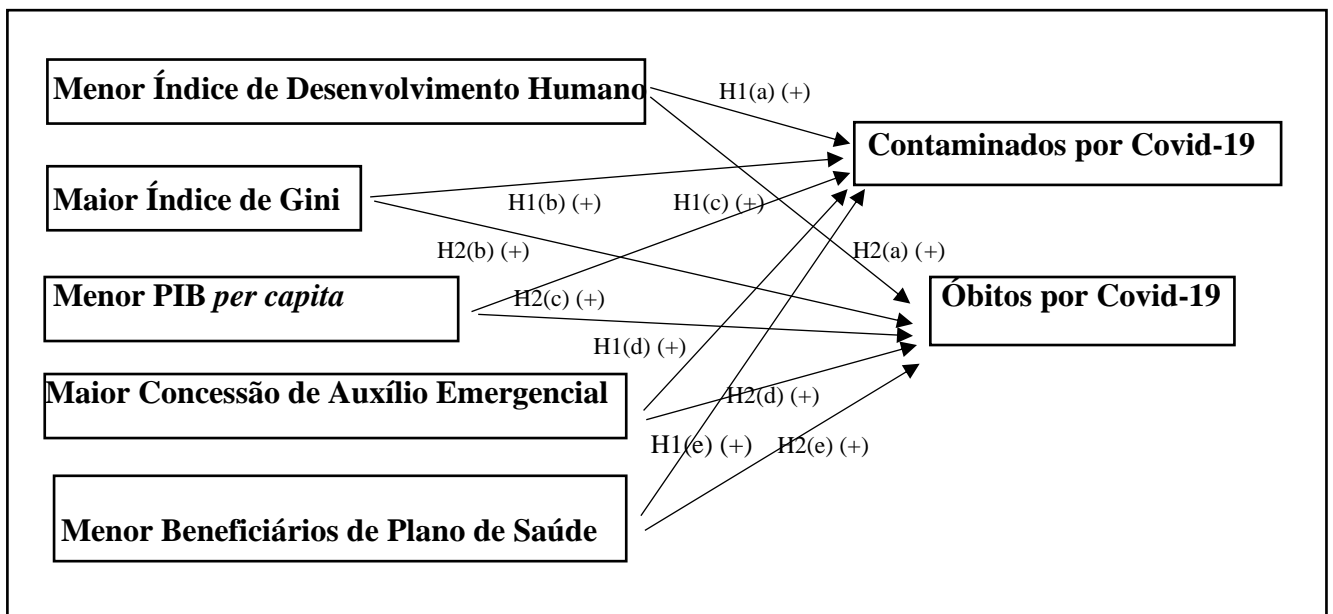 Menor Índice de Desenvolvimento Humano
H1(a) (+)
Contaminados por Covid-19
Maior Índice de Gini
H1(b) (+)
H1(c) (+)
H2(b) (+)
H2(a) (+)
Menor PIB per capita
H2(c) (+)
Óbitos por Covid-19
H1(d) (+)
Maior Concessão de Auxílio Emergencial
H2(d) (+)
H1(e) (+)
H2(e) (+)
Menor Beneficiários de Plano de Saúde